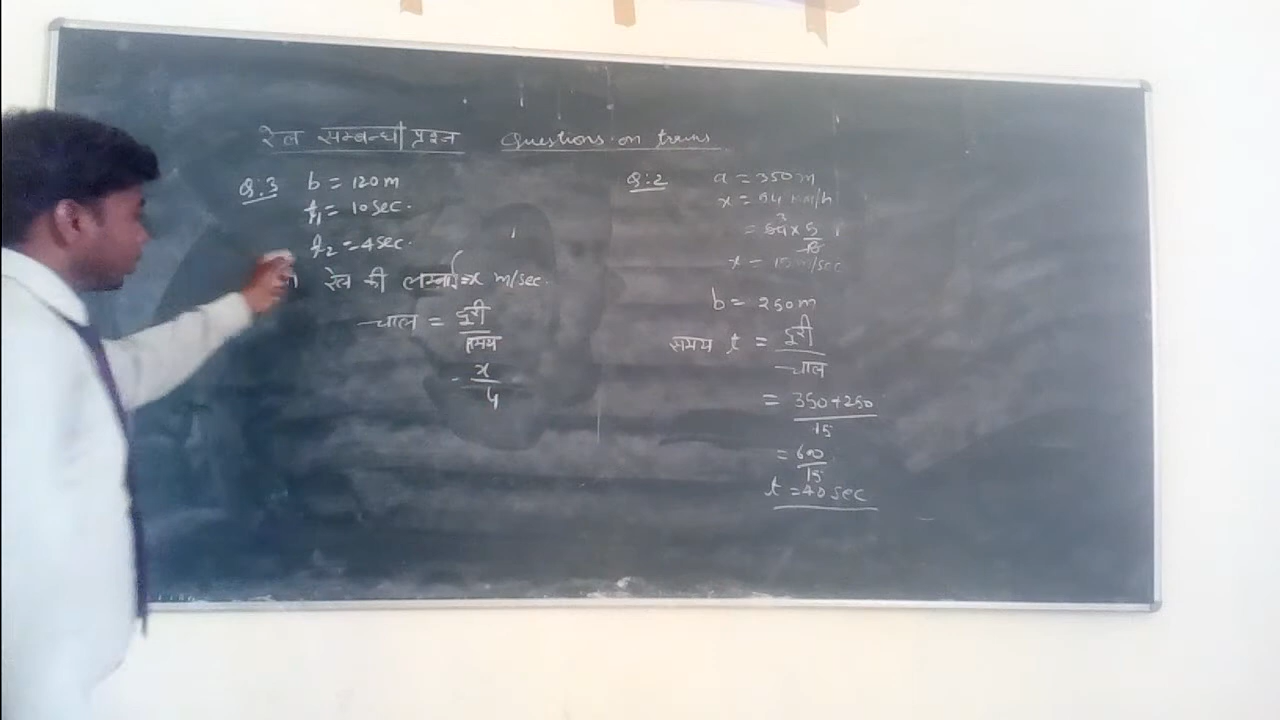 रेल सम्बन्धी प्रश्न Questions on trains
Q:3 b = 120 m
t₁ = 10 sec.
t₂ = 4 sec.
रेल की लम्बाई = x m/sec.
चाल = दूरी
समय
x
4
Q:2 a = 350 m
x = 54 km/h
= 54 × 5
18
3
x = 15 m/sec
b = 250 m
समय t = दूरी
चाल
= 350+250
15
= 600
15
t = 40 sec